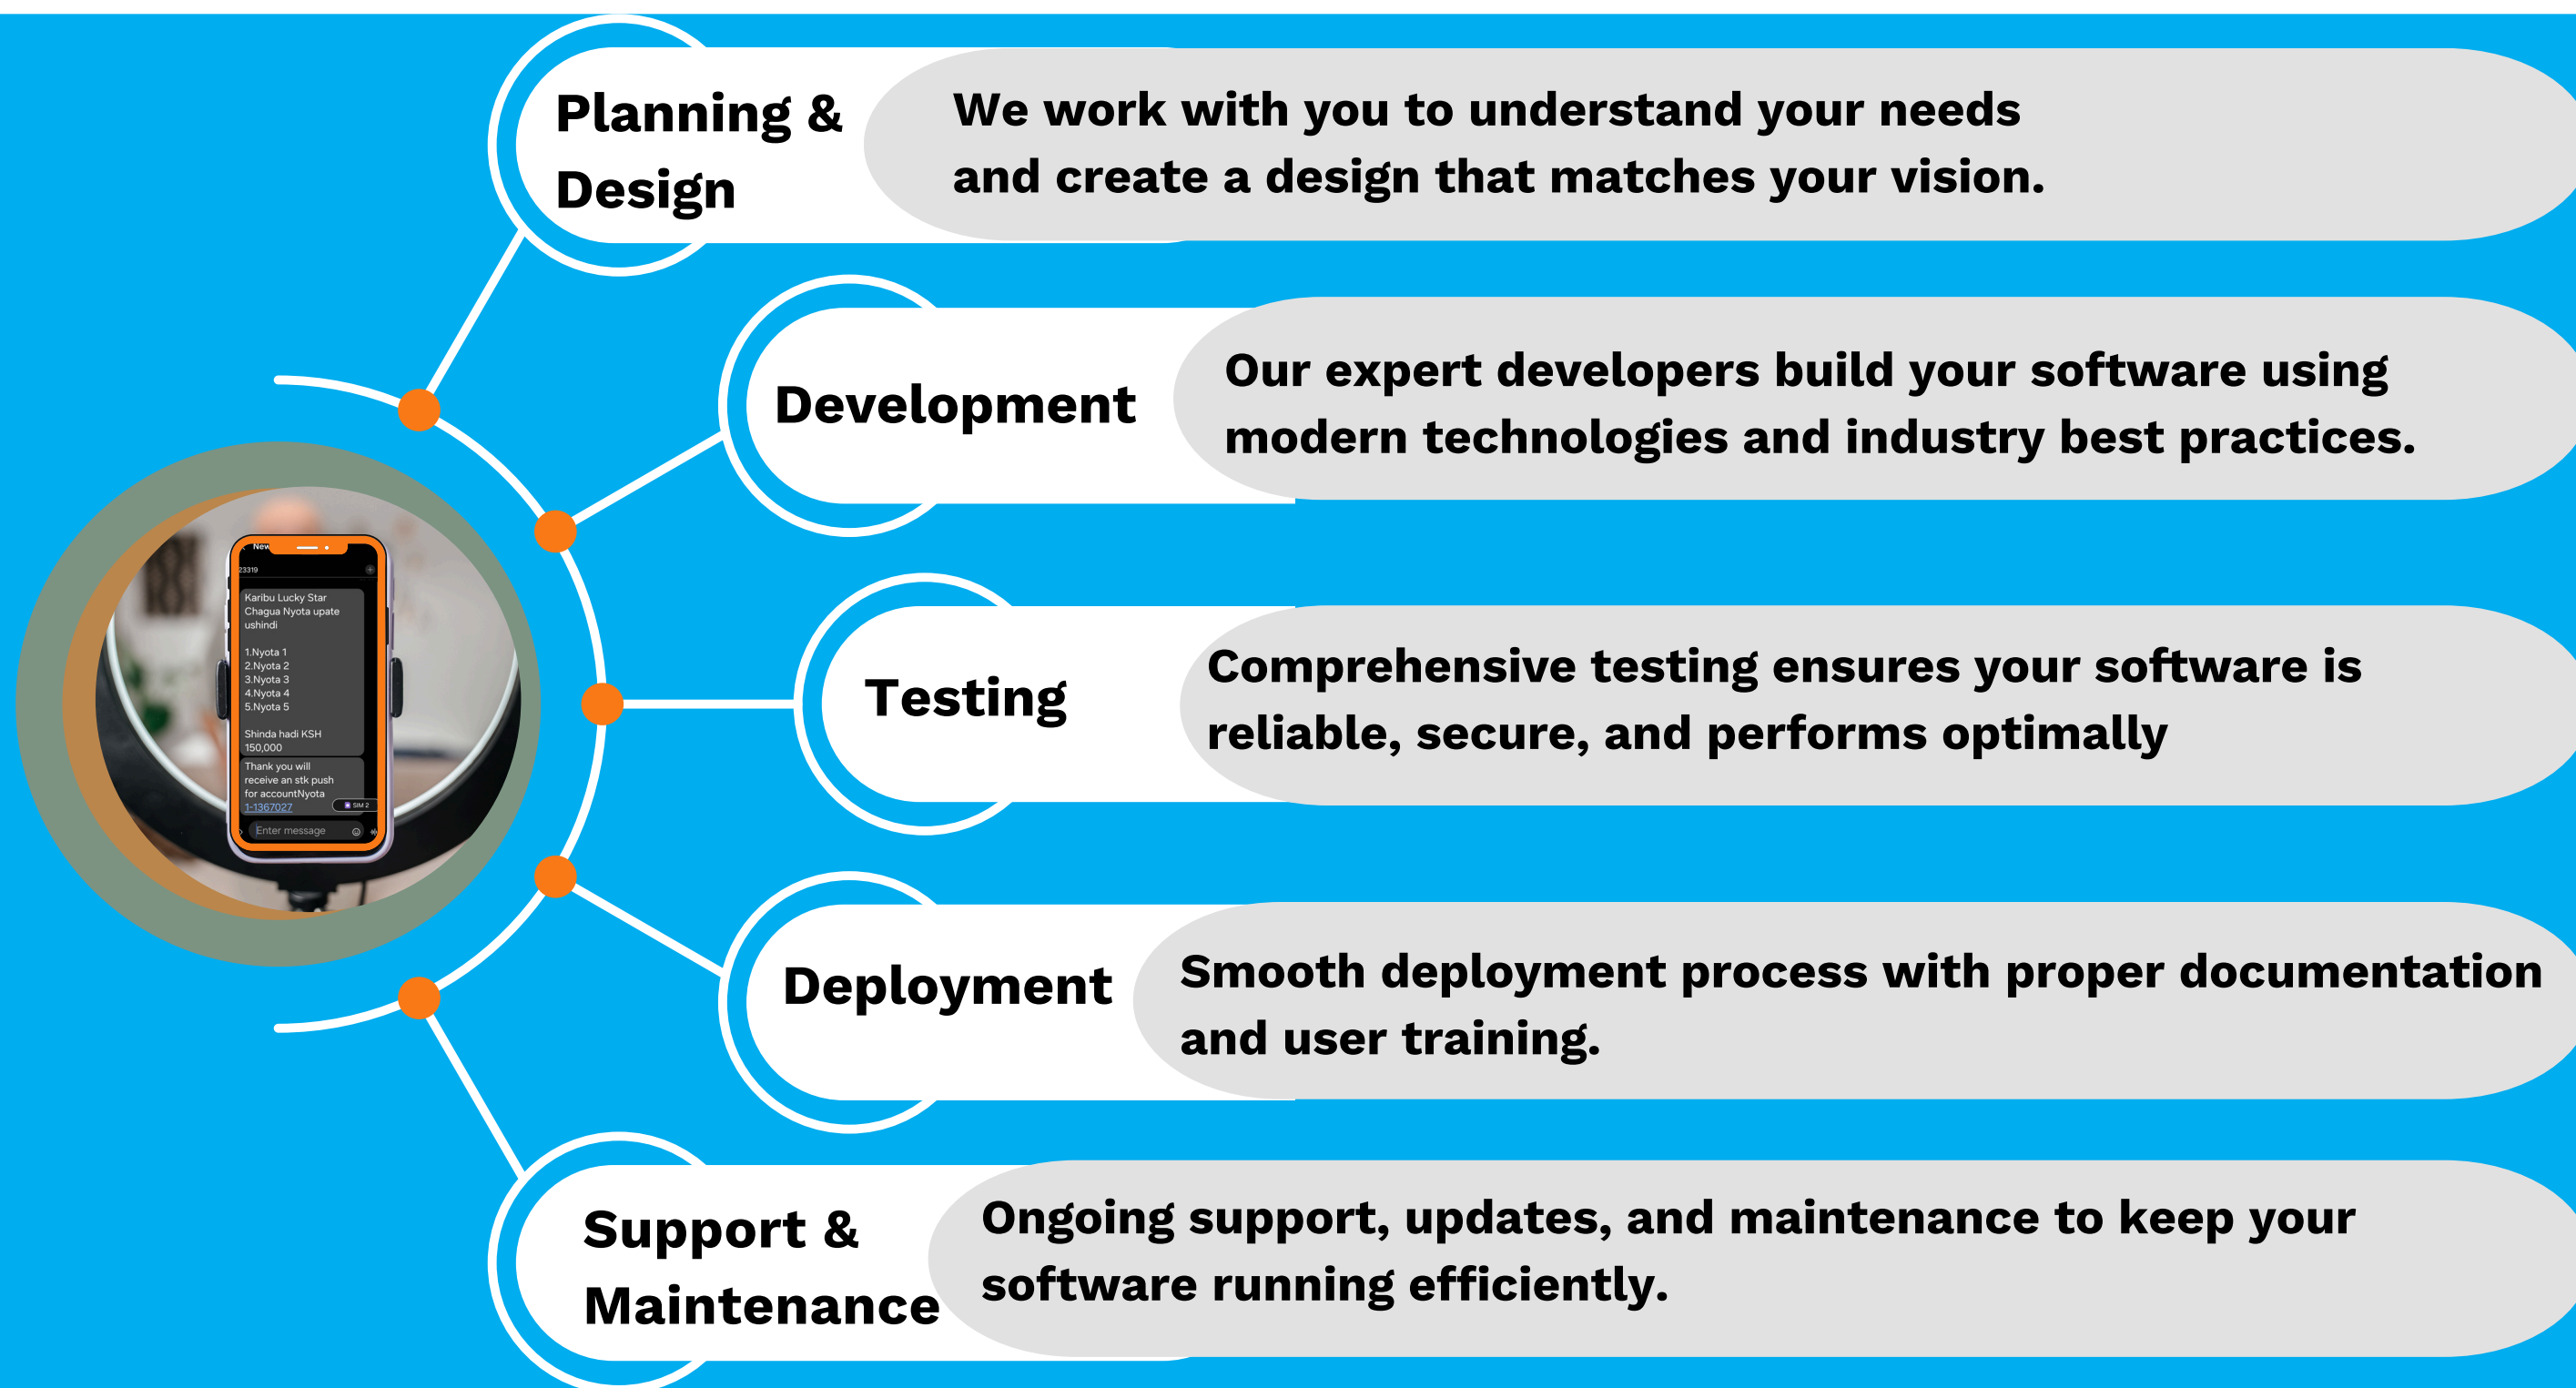 Planning &
Design
We work with you to understand your needs
and create a design that matches your vision.
Development
Our expert developers build your software using
modern technologies and industry best practices.
Testing
Comprehensive testing ensures your software is
reliable, secure, and performs optimally
Deployment
Smooth deployment process with proper documentation
and user training.
Support &
Maintenance
Ongoing support, updates, and maintenance to keep your
software running efficiently.
New
23319
Karibu Lucky Star
Chagua Nyota upate
ushindi
1.Nyota 1
2.Nyota 2
3.Nyota 3
4.Nyota 4
5.Nyota 5
Shinda hadi KSH
150,000
Thank you will
receive an stk push
for accountNyota
1-1367027
SIM 2
Enter message